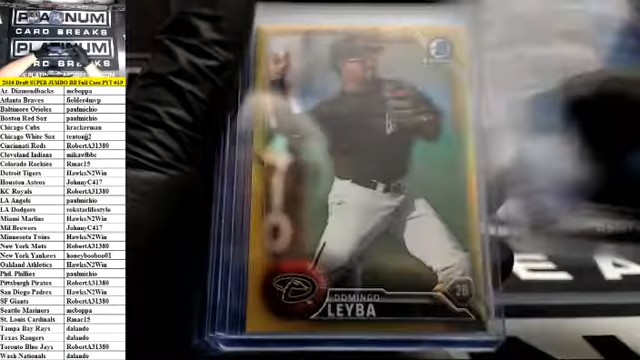 PLATINUM
CARD BREAKS
PLATINUM
CARD BREAKS
2016 Draft SUPER JUMBO BB Full Case PYT #19
Az. Diamondbacks mcboppa
Atlanta Braves fielder4mvp
Baltimore Orioles paulmichio
Boston Red Sox paulmichio
Chicago Cubs krackerman
Chicago White Sox tentonjj2
Cincinnati Reds RobertA31380
Cleveland Indians mikavlbbc
Colorado Rockies Rmac15
Detroit Tigers HawksN2Win
Houston Astros JohnnyC417
KC Royals RobertA31380
LA Angels paulmichio
LA Dodgers rokstarlifestyle
Miami Marlins HawksN2Win
Mil Brewers JohnnyC417
Minnesota Twins HawksN2Win
New York Mets RobertA31380
New York Yankees honeybooboo01
Oakland Athletics HawksN2Win
Phil. Phillies paulmichio
Pittsburgh Pirates RobertA31380
San Diego Padres HawksN2Win
SF Giants RobertA31380
Seattle Mariners mcboppa
St. Louis Cardinals Rmac15
Tampa Bay Rays dalando
Texas Rangers dalando
Toronto Blue Jays RobertA31380
Wash Nationals dalando
DOMINGO
LEYBA
2B